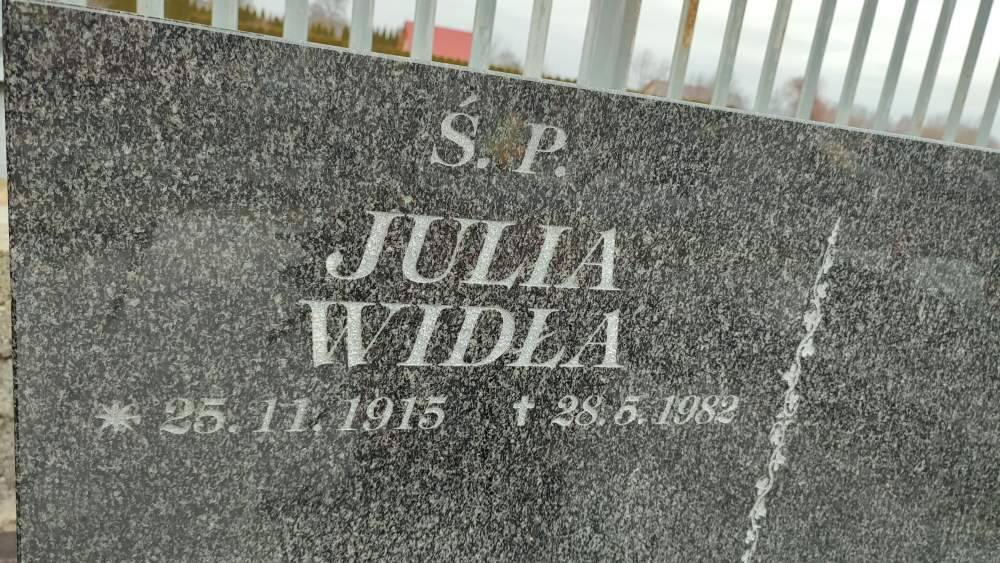 Ś. P.
JULIA
WIDŁA
* 25.11.1915 † 28.5.1982